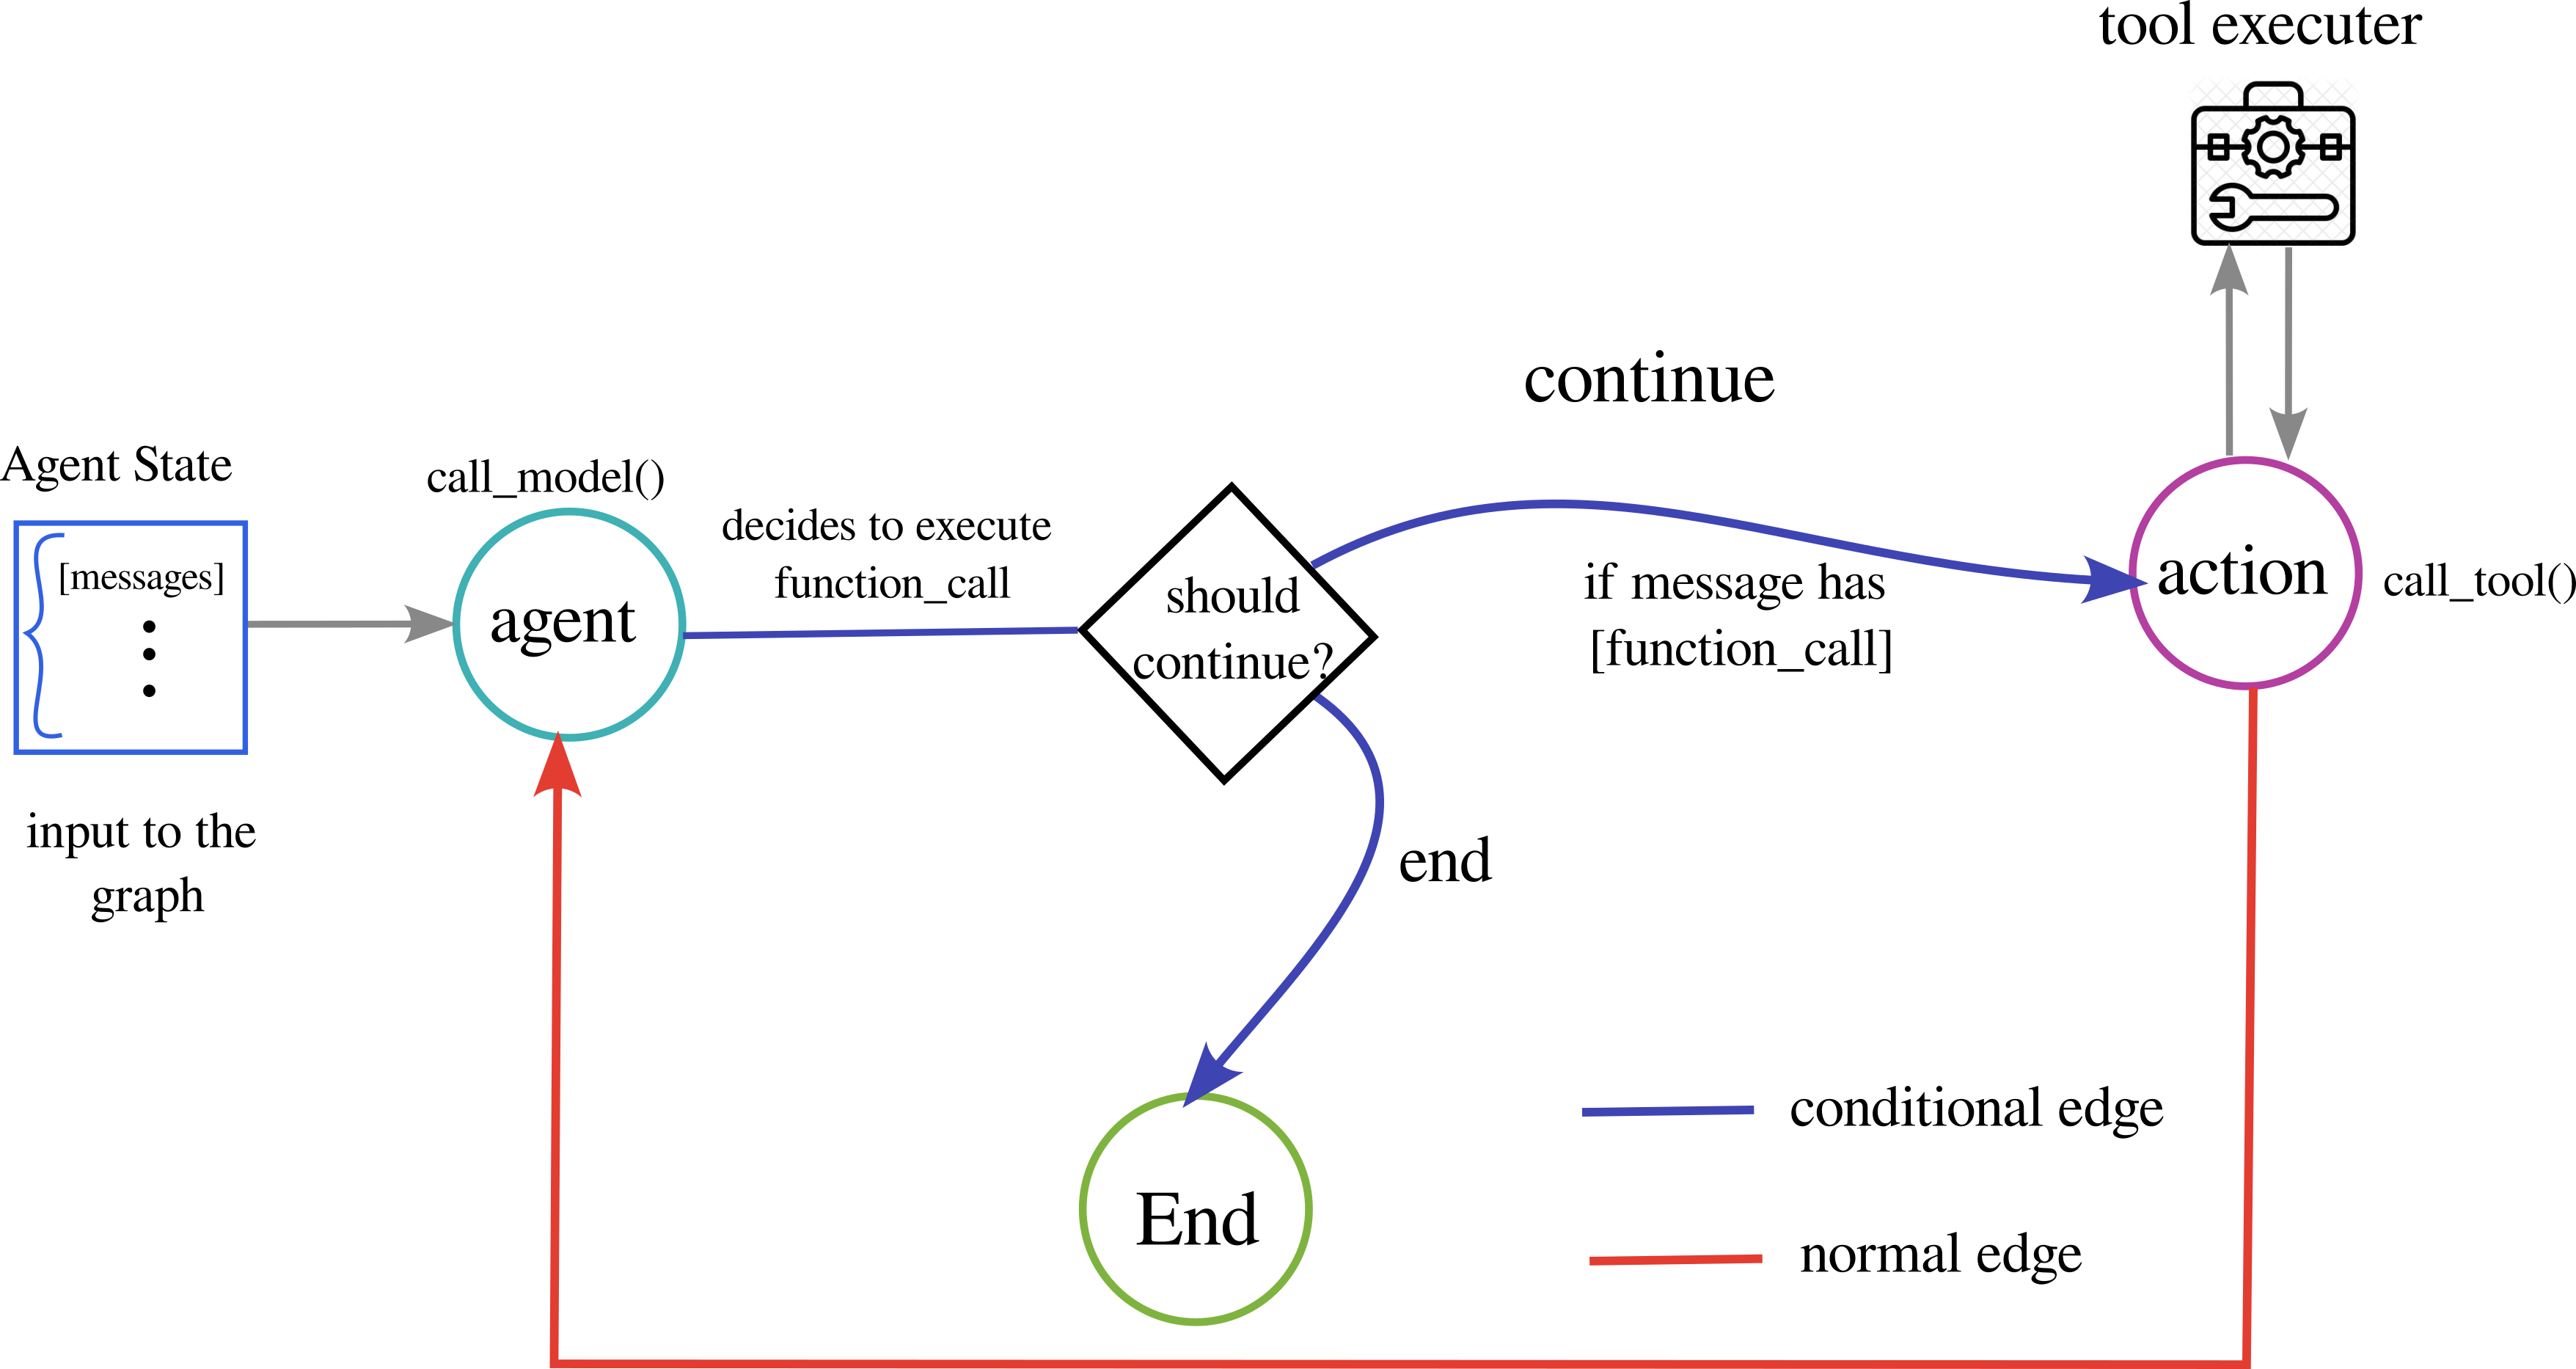 tool executer
continue
Agent State
call_model()
decides to execute
function_call
[messages]
agent
should
continue?
if message has
[function_call]
action
call_tool()
input to the
graph
end
End
conditional edge
normal edge